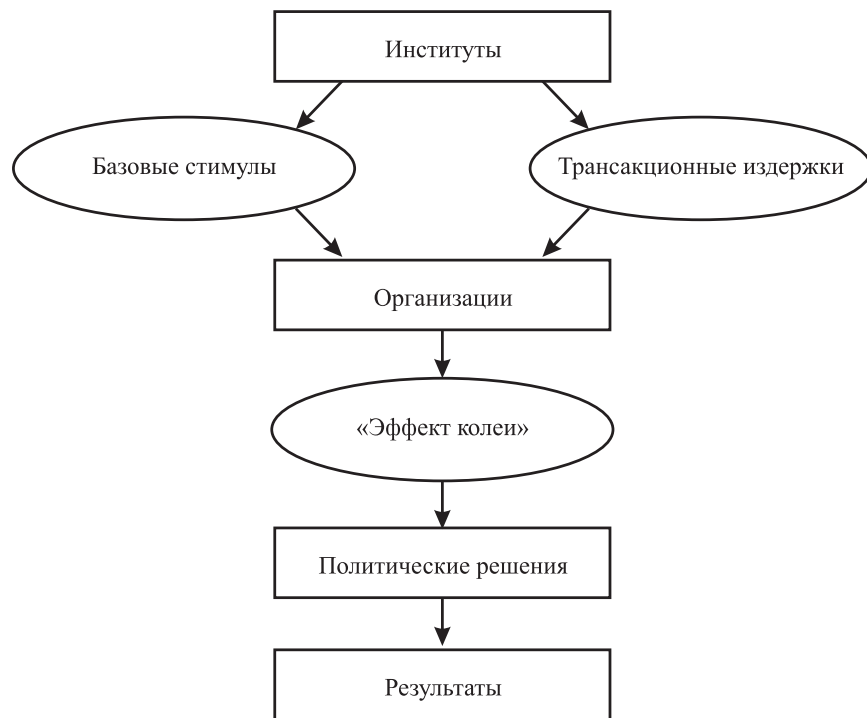 Институты
Базовые стимулы
Трансакционные издержки
Организации
«Эффект колеи»
Политические решения
Результаты